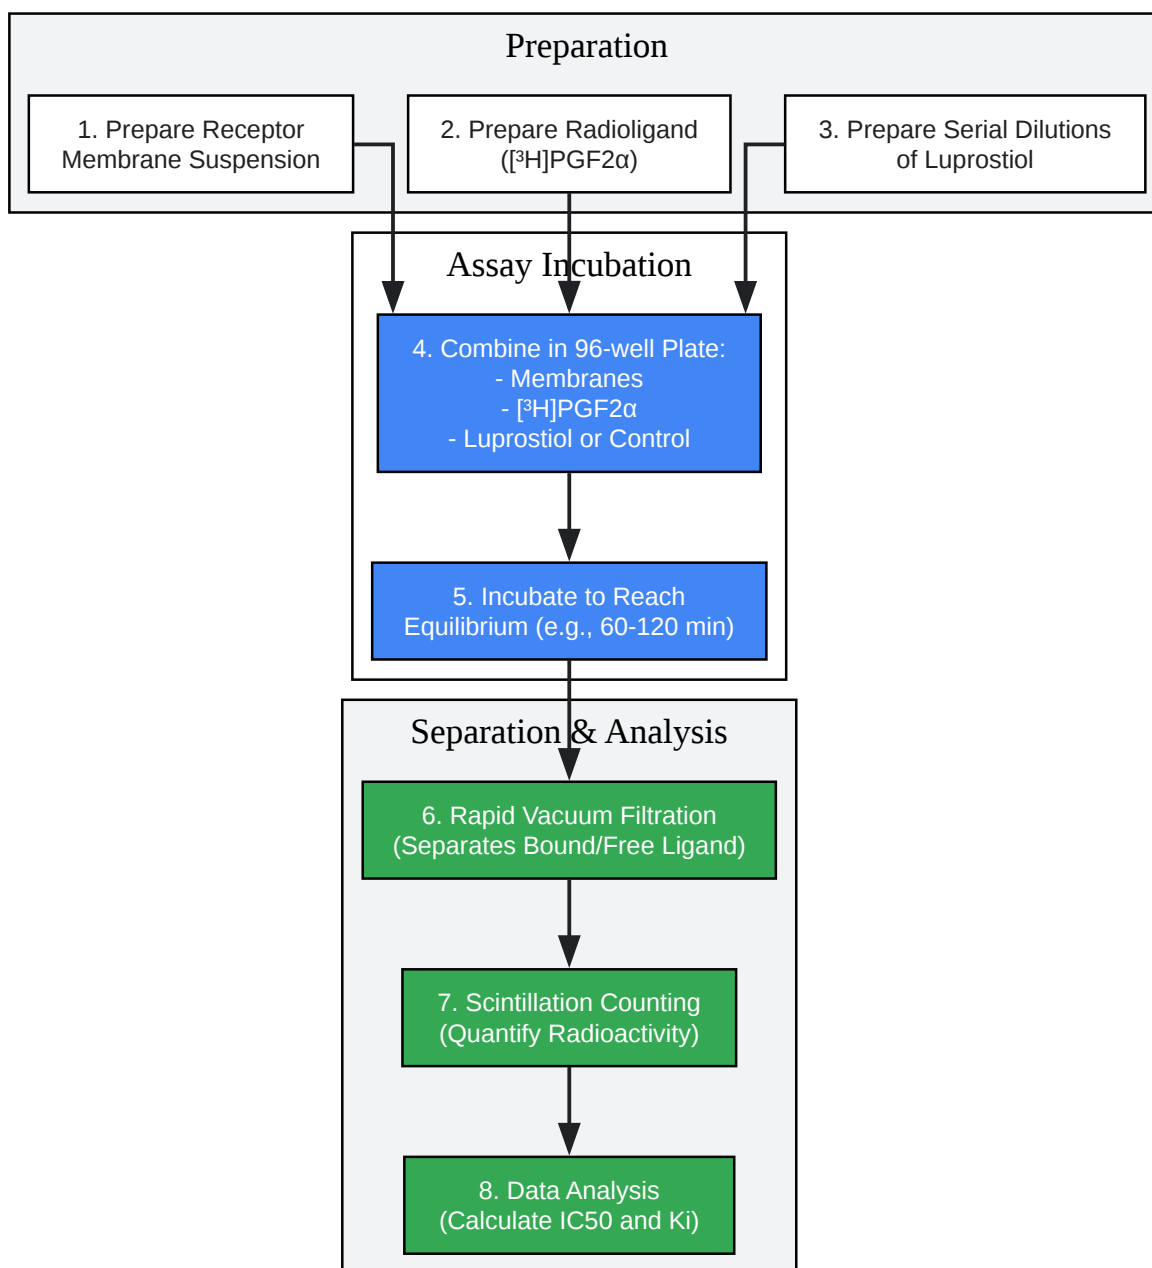 Preparation
1. Prepare Receptor
Membrane Suspension
2. Prepare Radioligand
([³H]PGF2α)
3. Prepare Serial Dilutions
of Luprostiol
Assay Incubation
4. Combine in 96-well Plate:
- Membranes
- [³H]PGF2α
- Luprostiol or Control
5. Incubate to Reach
Equilibrium (e.g., 60-120 min)
Separation & Analysis
6. Rapid Vacuum Filtration
(Separates Bound/Free Ligand)
7. Scintillation Counting
(Quantify Radioactivity)
8. Data Analysis
(Calculate IC50 and Ki)